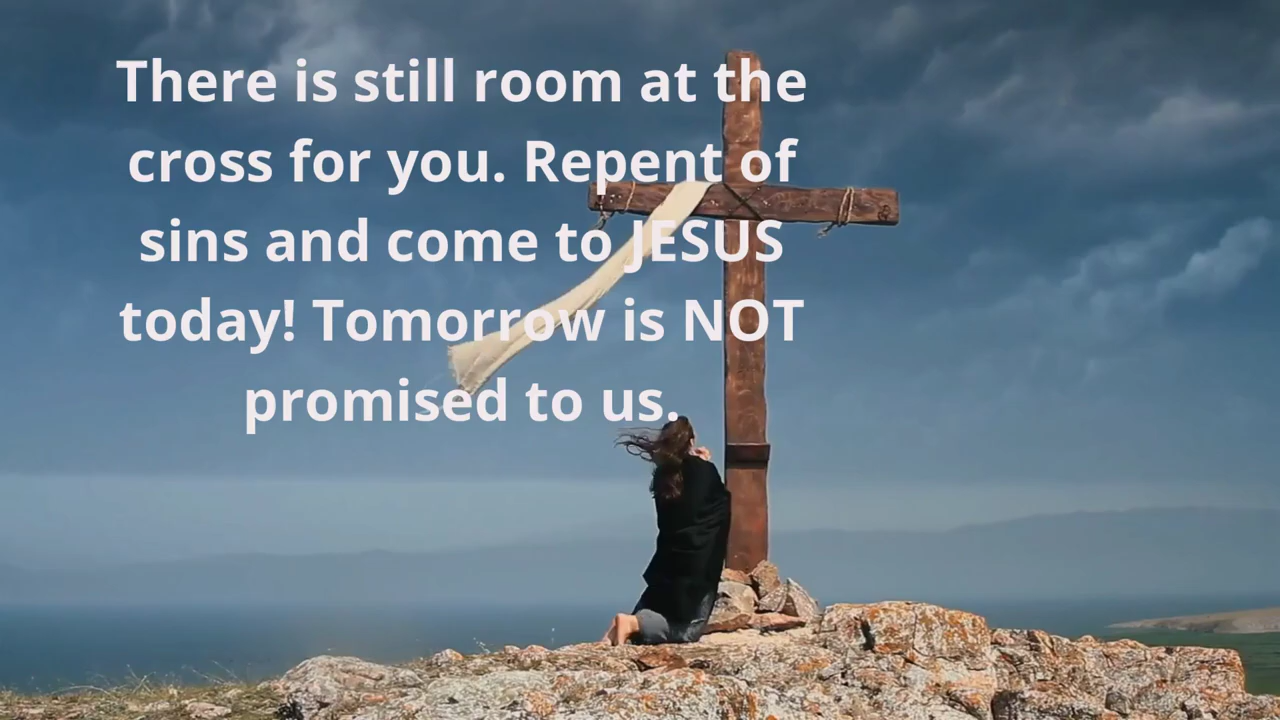 There is still room at the
cross for you. Repent of
sins and come to JESUS
today! Tomorrow is NOT
promised to us.